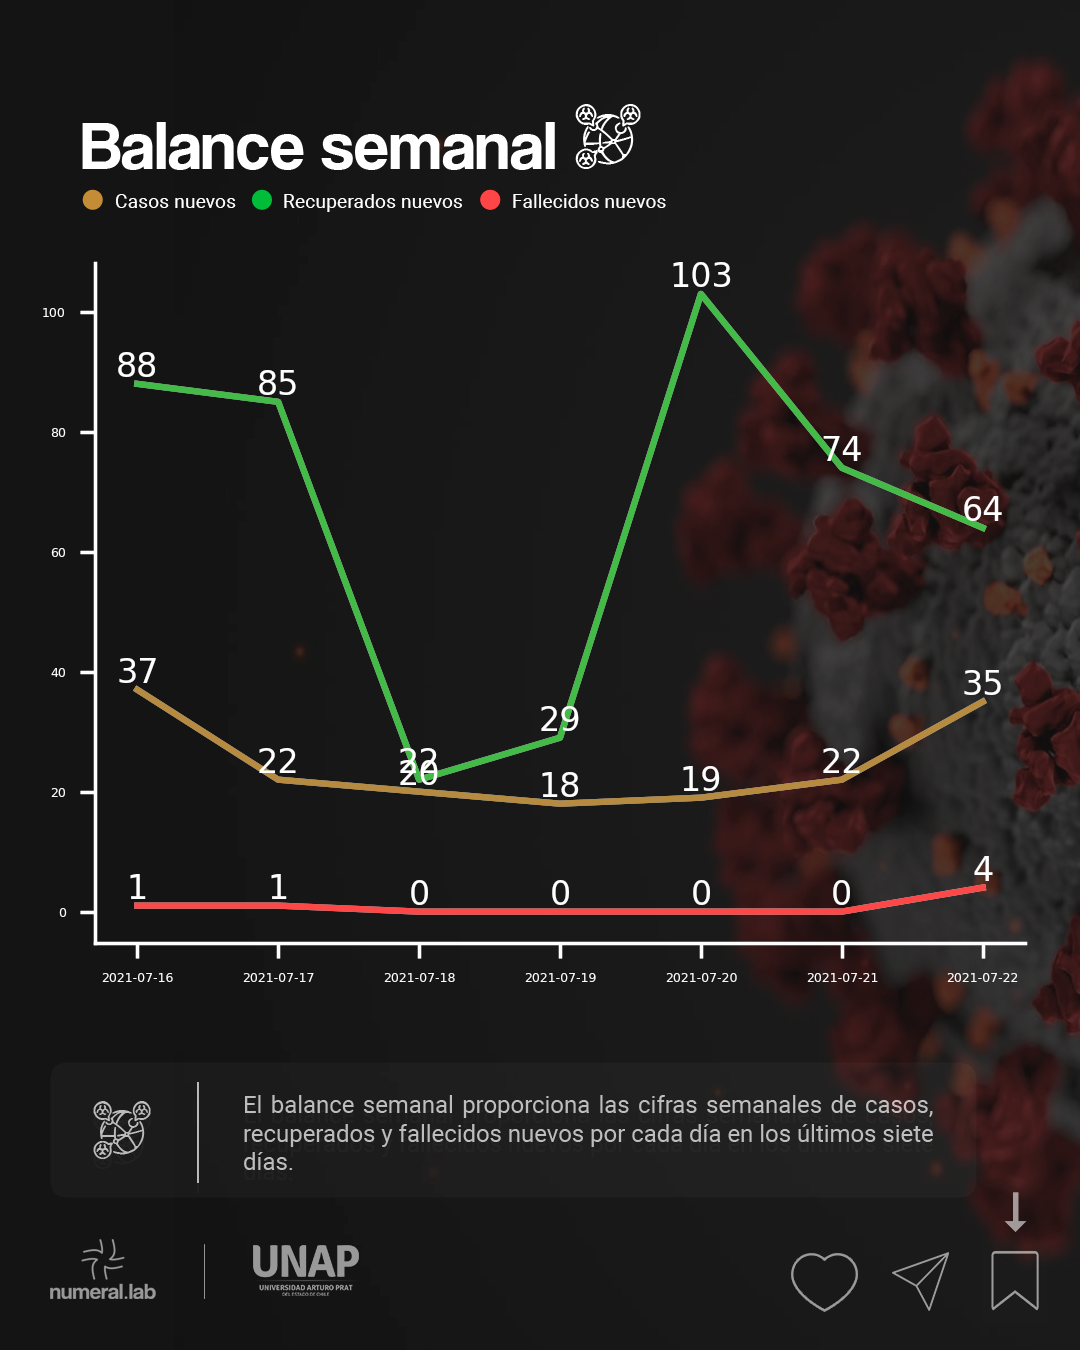 Balance semanal
Casos nuevos Recuperados nuevos Fallecidos nuevos
103
100
88
85
80
74
64
60
40
37
35
29
22
22
20
22
18
19
20
4
1
1
0
0
0
0
0
2021-07-16 2021-07-17 2021-07-18 2021-07-19 2021-07-20 2021-07-21 2021-07-22
El balance semanal proporciona las cifras semanales de casos,
recuperados y fallecidos nuevos por cada día en los últimos siete
días.
numeral.lab
UNAP
UNIVERSIDAD ARTURO PRAT
DEL ESTADO DE CHILE